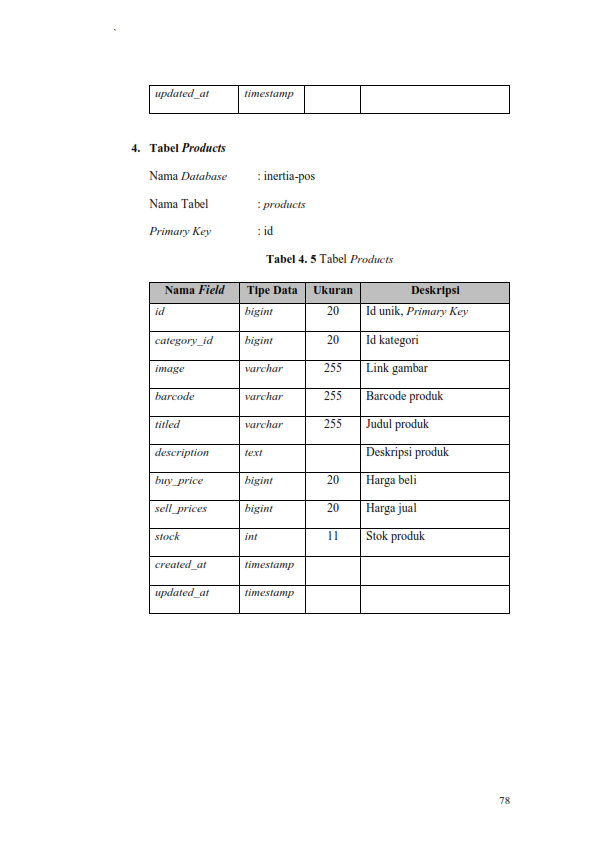 updated_at timestamp
4. Tabel Products
Nama Database : inertia-pos
Nama Tabel : products
Primary Key : id
Tabel 4. 5 Tabel Products
Nama Field Tipe Data Ukuran Deskripsi
id bigint 20 Id unik, Primary Key
category_id bigint 20 Id kategori
image varchar 255 Link gambar
barcode varchar 255 Barcode produk
titled varchar 255 Judul produk
description text Deskripsi produk
buy_price bigint 20 Harga beli
sell_prices bigint 20 Harga jual
stock int 11 Stok produk
created_at timestamp
updated_at timestamp
78